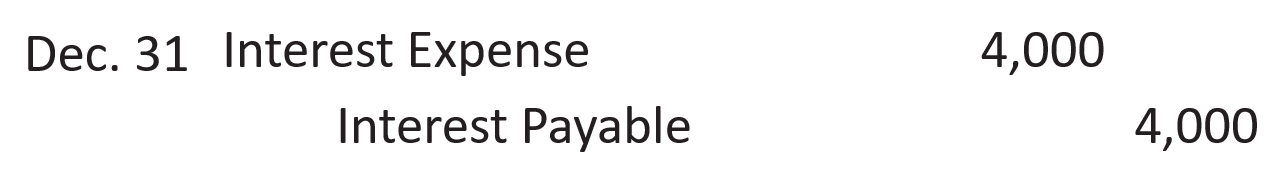 Dec. 31 Interest Expense 4,000
Interest Payable 4,000